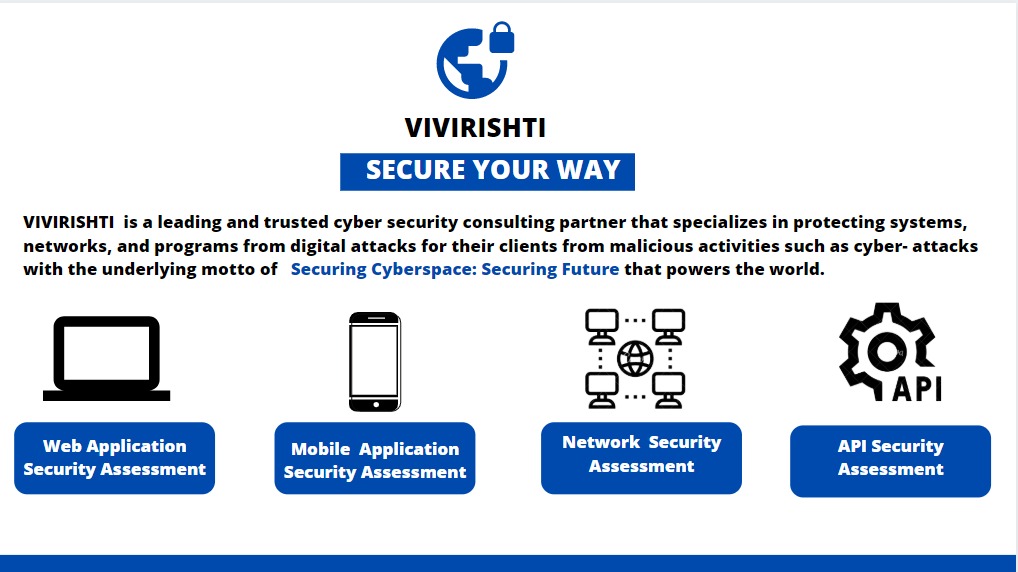 VIVIRISHTI
SECURE YOUR WAY
VIVIRISHTI is a leading and trusted cyber security consulting partner that specializes in protecting systems,
networks, and programs from digital attacks for their clients from malicious activities such as cyber- attacks
with the underlying motto of Securing Cyberspace: Securing Future that powers the world.
API
Web Application
Security Assessment
Mobile Application
Security Assessment
Network Security
Assessment
API Security
Assessment